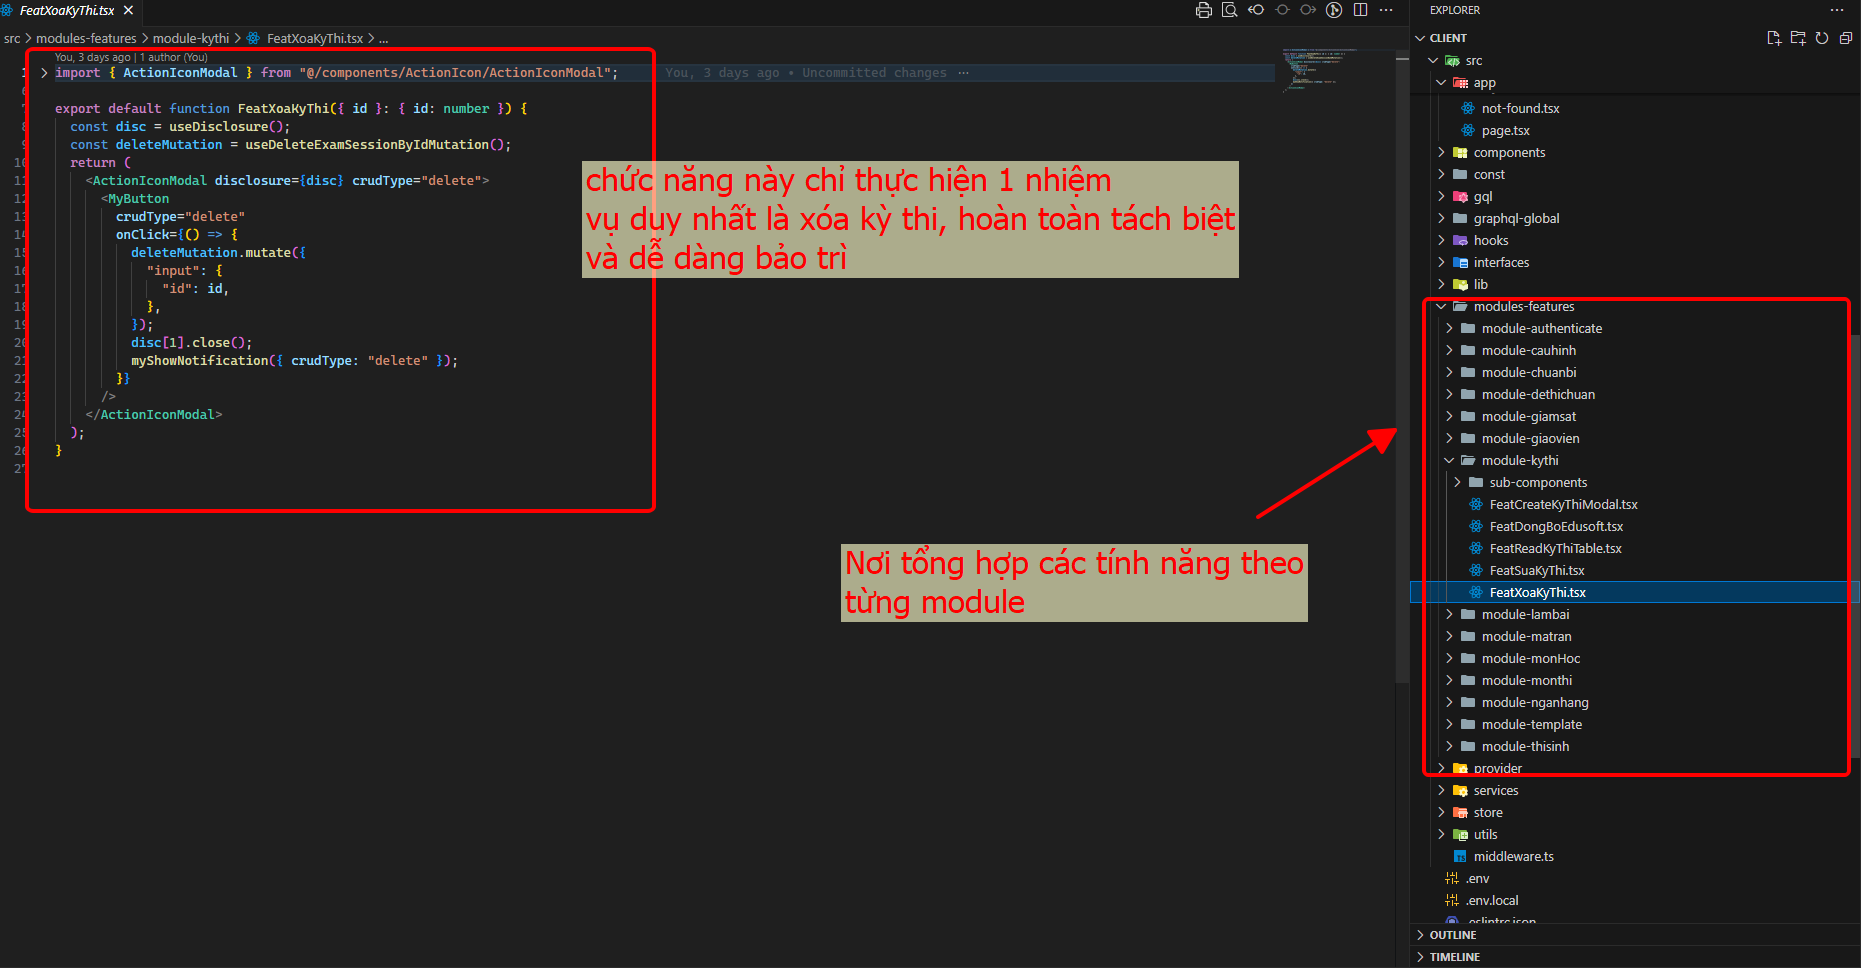 FeatXoaKyThi.tsx
src > modules-features > module-kythi > FeatXoaKyThi.tsx > ...
You, 3 days ago | 1 author (You)
1 import { ActionIconModal } from "@/components/ActionIcon/ActionIconModal"; You, 3 days ago • Uncommitted changes ...
6
7 export default function FeatXoaKyThi({ id }: { id: number }) {
8 const disc = useDisclosure();
9 const deleteMutation = useDeleteExamSessionByIdMutation();
10 return (
11 <ActionIconModal disclosure={disc} crudType="delete">
12 <MyButton
13 crudType="delete"
14 onClick={() => {
15 deleteMutation.mutate({
16 "input": {
17 "id": id,
18 },
19 });
20 disc[1].close();
21 myShowNotification({ crudType: "delete" });
22 }}
23 />
24 </ActionIconModal>
25 );
26 }
27
chức năng này chỉ thực hiện 1 nhiệm
vụ duy nhất là xóa kỳ thi, hoàn toàn tách biệt
và dễ dàng bảo trì
Nơi tổng hợp các tính năng theo
từng module
EXPLORER
CLIENT
src
app
not-found.tsx
page.tsx
components
const
gql
graphql-global
hooks
interfaces
lib
modules-features
module-authenticate
module-cauhinh
module-chuanbi
module-dethichuan
module-giamsat
module-giaovien
module-kythi
sub-components
FeatCreateKyThiModal.tsx
FeatDongBoEdusoft.tsx
FeatReadKyThiTable.tsx
FeatSuaKyThi.tsx
FeatXoaKyThi.tsx
module-lambai
module-matran
module-monHoc
module-monthi
module-nganhang
module-template
module-thisinh
provider
services
store
utils
middleware.ts
.env
.env.local
.eslintrc.json
OUTLINE
TIMELINE